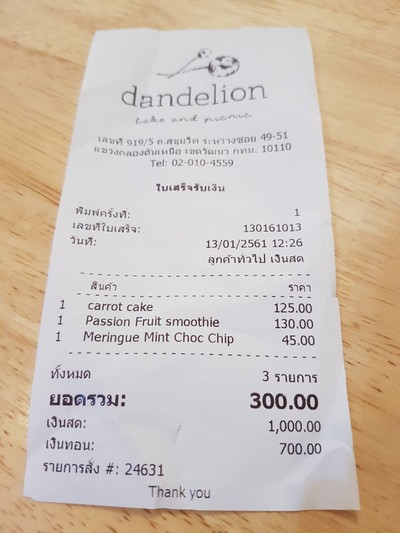 dandelion
cake and picnic
เลขที่ 919/5 ถ.สุขุมวิท ระหว่างซอย 49-51
แขวงคลองตันเหนือ เขตวัฒนา กทม. 10110
Tel: 02-010-4559
ใบเสร็จรับเงิน
พิมพ์ครั้งที่: 1
เลขที่ใบเสร็จ: 130161013
วันที่: 13/01/2561 12:26
ลูกค้าทั่วไป เงินสด
สินค้า ราคา
1 carrot cake 125.00
1 Passion Fruit smoothie 130.00
1 Meringue Mint Choc Chip 45.00
ทั้งหมด 3 รายการ
ยอดรวม: 300.00
เงินสด: 1,000.00
เงินทอน: 700.00
รายการสั่ง #: 24631
Thank you